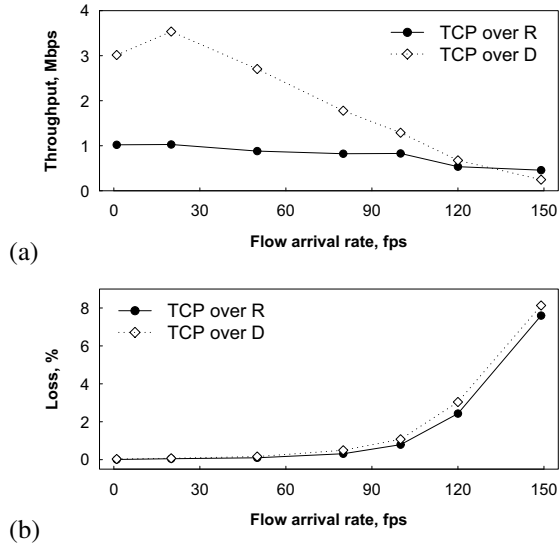 4
3
2
1
0
Throughput, Mbps
TCP over R
TCP over D
0 30 60 90 120 150
Flow arrival rate, fps
(a)
8
6
4
2
0
Loss, %
TCP over R
TCP over D
0 30 60 90 120 150
Flow arrival rate, fps
(b)